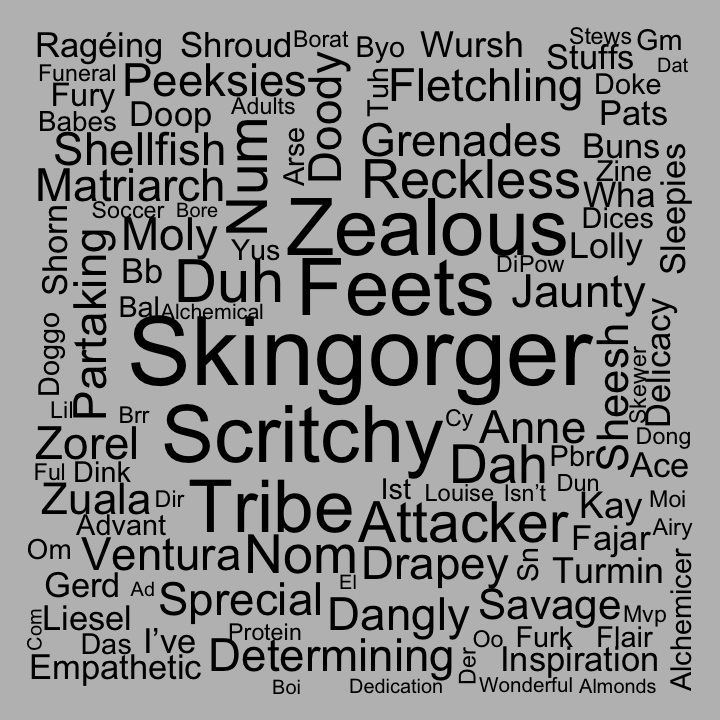 Ragéing Shroud Borat Byo Wursh Stews Gm
Funeral Peeksies Stuffs Dat
Fury Adults Doody Tuh Fletchling Doke
Babes Doop Arse Grenades Pats
Shellfish Num Buns
Matriarch Reckless Zine Sleepies
Soccer Bore Wha
Shorn Moly Yus Zealous Dices Lolly
Partaking Bb Duh Feets DiPow Jaunty
Bal Alchemical
Doggo Skingorger Sheesh Skewer Delicacy
Lil Brr Scritchy Cy Anne
Zorel Dah Pbr Dong
Ful Dink Ace
Zuala Dir Tribe Ist Louise Isn't Dun Kay Moi
Advant Attacker Fajar Airy
Om Ventura Nom Drapey Sn Turmin Alchemicer
Gerd Ad Sprecial El Dangly Savage Mvp
Com Liesel
Das I've Protein Determining Der Oo Furk Flair
Empathetic Inspiration
Boi Dedication Wonderful Almonds